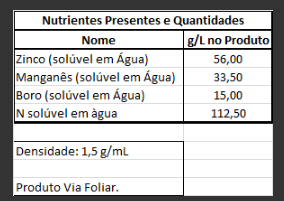 Nutrientes Presentes e Quantidades
Nome g/L no Produto
Zinco (solúvel em Água) 56,00
Manganês (solúvel em Água) 33,50
Boro (solúvel em Água) 15,00
N solúvel em àgua 112,50
Densidade: 1,5 g/mL
Produto Via Foliar.